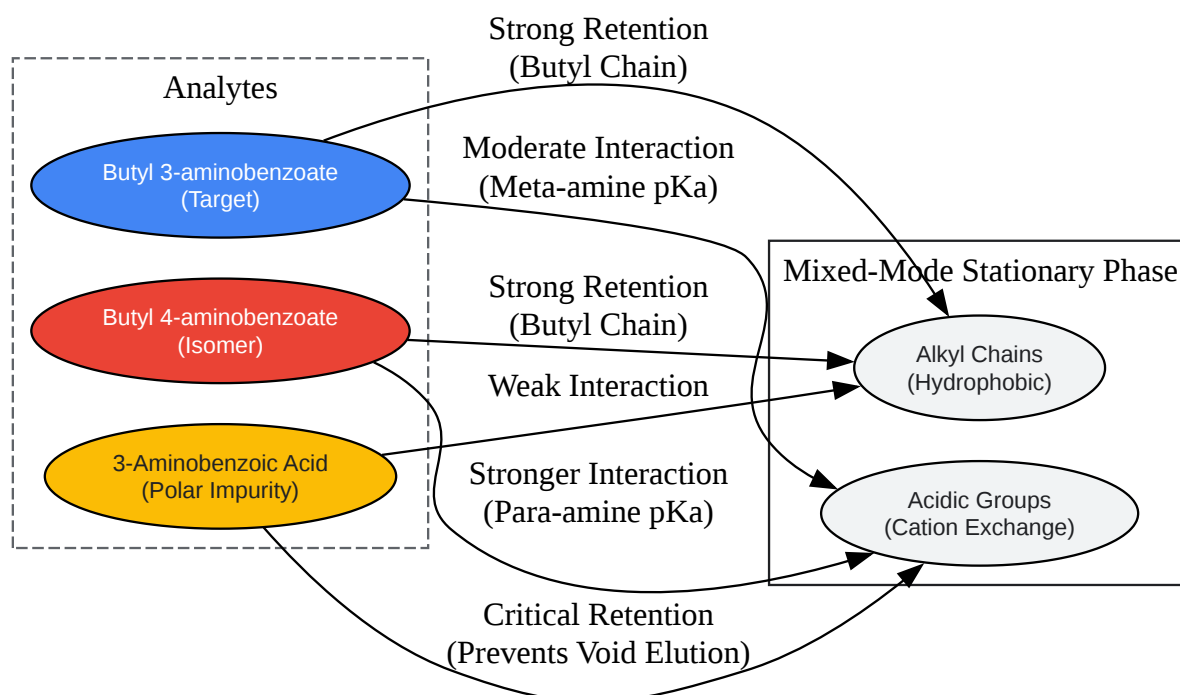 Strong Retention
(Butyl Chain)
Analytes
Butyl 3-aminobenzoate
(Target)
Moderate Interaction
(Meta-amine pKa)
Mixed-Mode Stationary Phase
Butyl 4-aminobenzoate
(Isomer)
Strong Retention
(Butyl Chain)
Alkyl Chains
(Hydrophobic)
Weak Interaction
3-Aminobenzoic Acid
(Polar Impurity)
Stronger Interaction
(Para-amine pKa)
Acidic Groups
(Cation Exchange)
Critical Retention
(Prevents Void Elution)